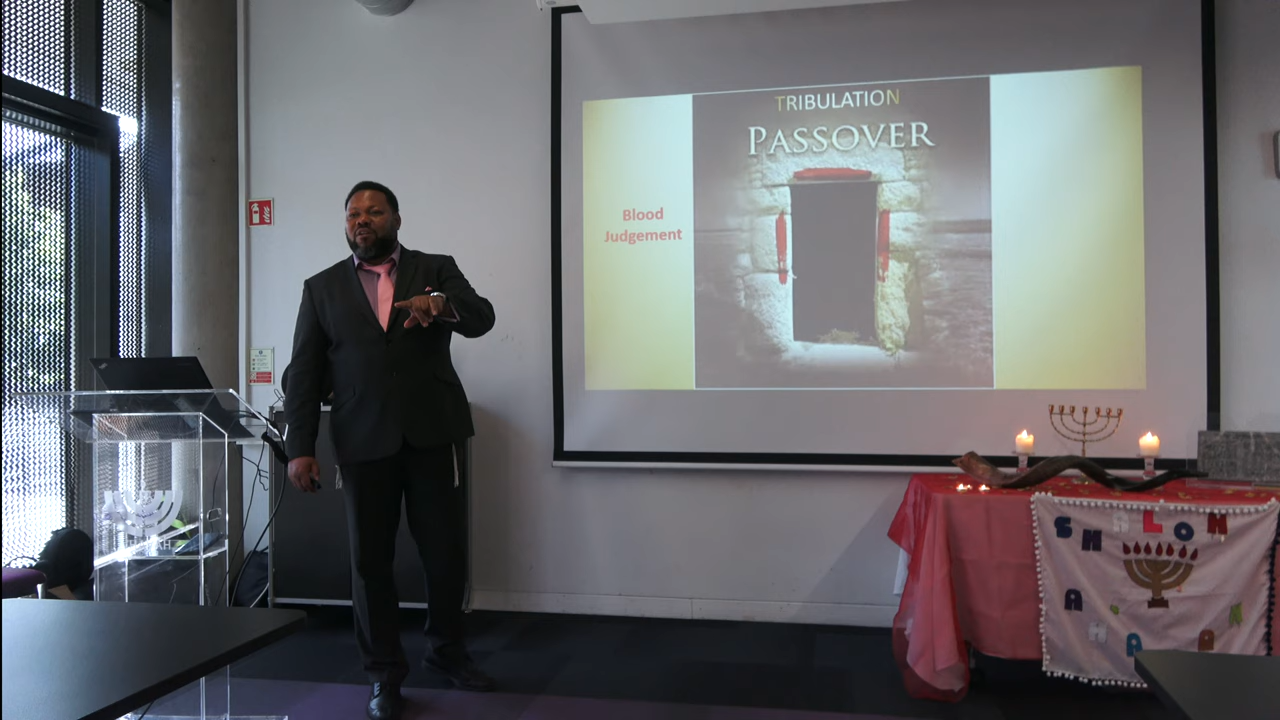 TRIBULATION
PASSOVER
Blood
Judgement
SHALOM